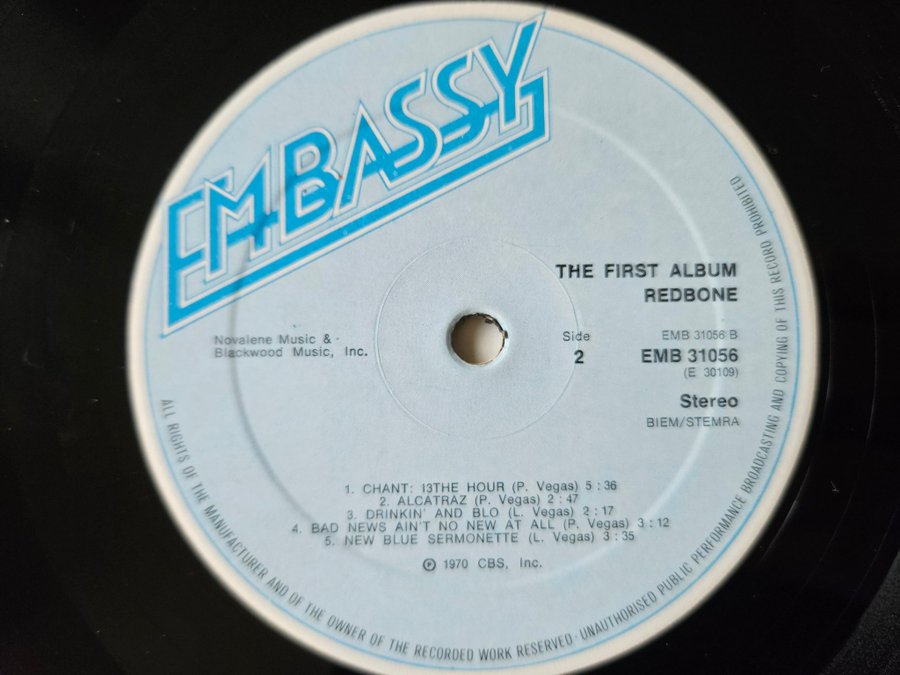 EMBASSY
THE FIRST ALBUM
REDBONE
Novalene Music &
Blackwood Music, Inc.
Side
2
EMB 31056 B
EMB 31056
(E 30109)
Stereo
BIEM/STEMRA
1. CHANT: 13THE HOUR (P. Vegas) 5 : 36
2. ALCATRAZ (P. Vegas) 2 : 47
3. DRINKIN' AND BLO (L. Vegas) 2 : 17
4. BAD NEWS AIN'T NO NEW AT ALL (P. Vegas) 3 : 12
5. NEW BLUE SERMONETTE (L. Vegas) 3 : 35
℗ 1970 CBS, Inc.
ALL RIGHTS OF THE MANUFACTURER AND OF THE OWNER OF THE RECORDED WORK RESERVED · UNAUTHORISED PUBLIC PERFORMANCE BROADCASTING AND COPYING OF THIS RECORD PROHIBITED